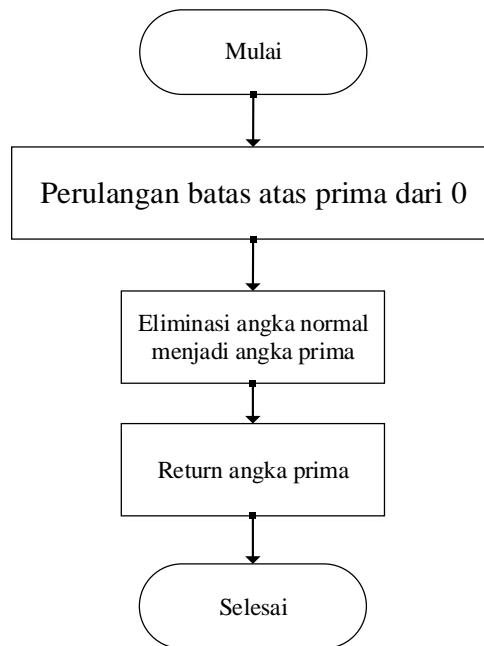 Mulai
Perulangan batas atas prima dari 0
Eliminasi angka normal
menjadi angka prima
Return angka prima
Selesai